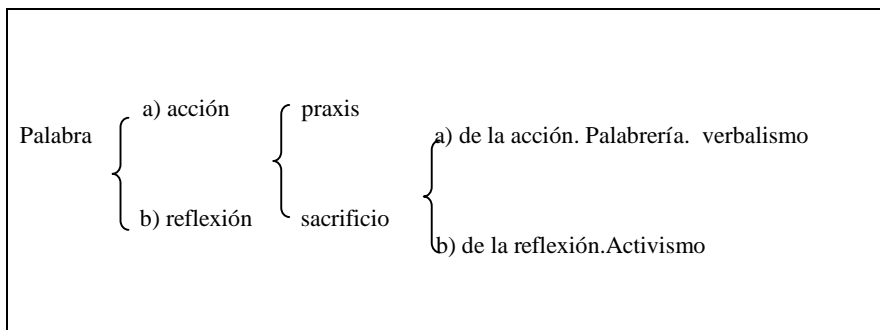 a) acción praxis
Palabra a) de la acción. Palabrería. verbalismo
b) reflexión sacrificio
b) de la reflexión.Activismo